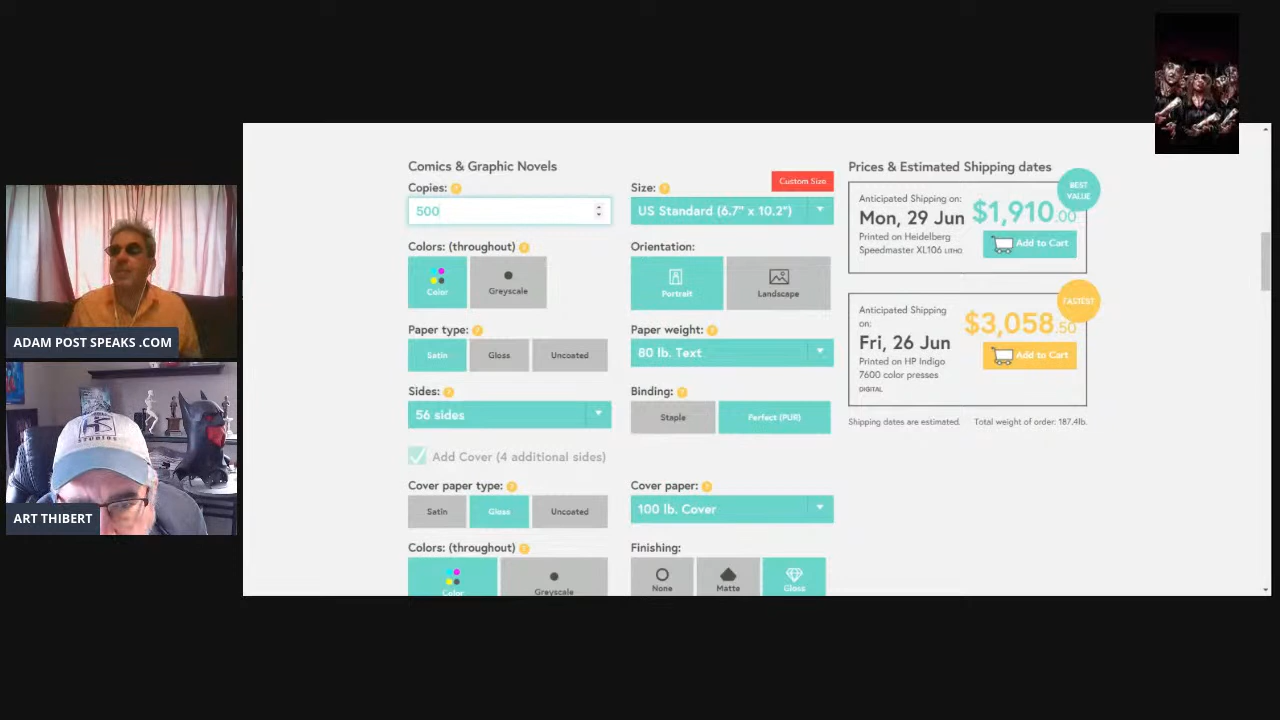 Comics & Graphic Novels
Copies: ?
500
Custom Size
Size: ?
US Standard (6.7" x 10.2")
Colors: (throughout) ?
Color
Greyscale
Orientation:
Portrait
Landscape
Paper type: ?
Satin
Gloss
Uncoated
Paper weight: ?
80 lb. Text
Sides: ?
56 sides
Binding: ?
Staple
Perfect (PUR)
Add Cover (4 additional sides)
Cover paper type: ?
Satin
Gloss
Uncoated
Cover paper: ?
100 lb. Cover
Colors: (throughout) ?
Color
Greyscale
Finishing:
None
Matte
Gloss
Prices & Estimated Shipping dates
BEST
VALUE
Anticipated Shipping on:
Mon, 29 Jun
$1,910.00
Printed on Heidelberg
Speedmaster XL106 LITHO
Add to Cart
FASTEST
Anticipated Shipping
on:
$3,058.50
Fri, 26 Jun
Printed on HP Indigo
7600 color presses
DIGITAL
Add to Cart
Shipping dates are estimated.
Total weight of order: 187.4lb.
ADAM POST SPEAKS .COM
STUDIOS
ART THIBERT